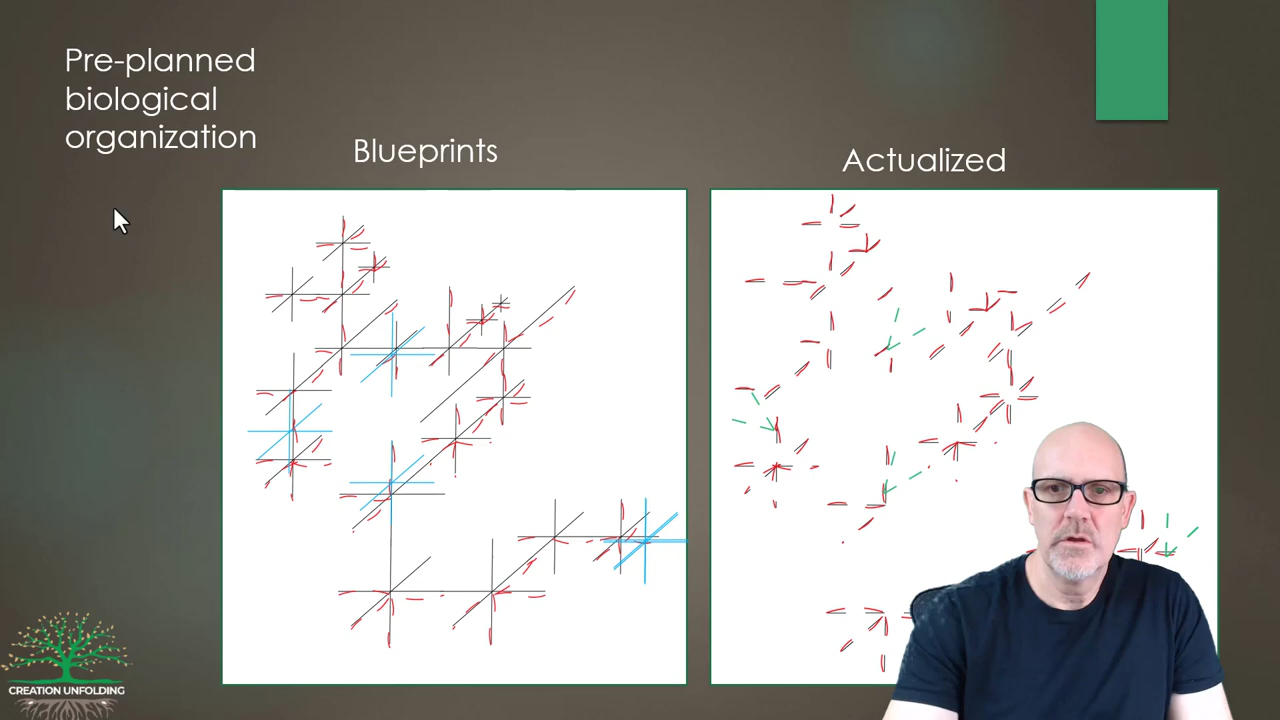 Pre-planned
biological
organization
Blueprints
Actualized
CREATION UNFOLDING